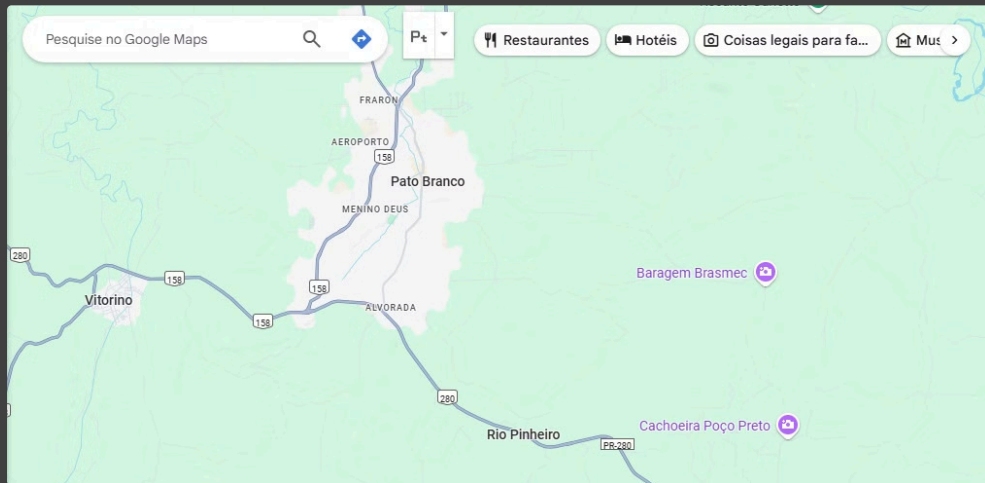 Pesquise no Google Maps
Pt
Restaurantes
Hotéis
Coisas legais para fa...
Mus
FRARON
AEROPORTO
158
Pato Branco
MENINO DEUS
280
Baragem Brasmec
158
158
Vitorino
ALVORADA
158
280
Cachoeira Poço Preto
Rio Pinheiro
PR-280